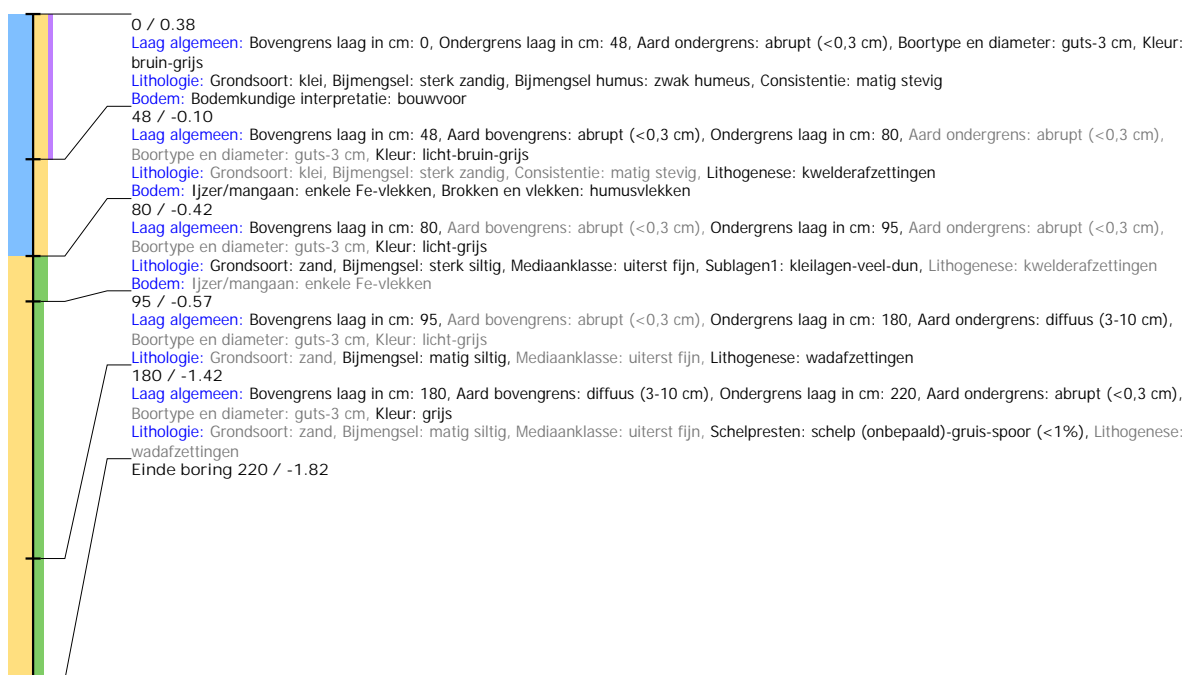 0 / 0.38
Laag algemeen: Bovengrens laag in cm: 0, Ondergrens laag in cm: 48, Aard ondergrens: abrupt (<0,3 cm), Boortype en diameter: guts-3 cm, Kleur:
bruin-grijs
Lithologie: Grondsoort: klei, Bijmengsel: sterk zandig, Bijmengsel humus: zwak humeus, Consistentie: matig stevig
Bodem: Bodemkundige interpretatie: bouwvoor
48 / -0.10
Laag algemeen: Bovengrens laag in cm: 48, Aard bovengrens: abrupt (<0,3 cm), Ondergrens laag in cm: 80, Aard ondergrens: abrupt (<0,3 cm),
Boortype en diameter: guts-3 cm, Kleur: licht-bruin-grijs
Lithologie: Grondsoort: klei, Bijmengsel: sterk zandig, Consistentie: matig stevig, Lithogenese: kwelderafzettingen
Bodem: Ijzer/mangaan: enkele Fe-vlekken, Brokken en vlekken: humusvlekken
80 / -0.42
Laag algemeen: Bovengrens laag in cm: 80, Aard bovengrens: abrupt (<0,3 cm), Ondergrens laag in cm: 95, Aard ondergrens: abrupt (<0,3 cm),
Boortype en diameter: guts-3 cm, Kleur: licht-grijs
Lithologie: Grondsoort: zand, Bijmengsel: sterk siltig, Mediaanklasse: uiterst fijn, Sublagen1: kleilagen-veel-dun, Lithogenese: kwelderafzettingen
Bodem: Ijzer/mangaan: enkele Fe-vlekken
95 / -0.57
Laag algemeen: Bovengrens laag in cm: 95, Aard bovengrens: abrupt (<0,3 cm), Ondergrens laag in cm: 180, Aard ondergrens: diffuus (3-10 cm),
Boortype en diameter: guts-3 cm, Kleur: licht-grijs
Lithologie: Grondsoort: zand, Bijmengsel: matig siltig, Mediaanklasse: uiterst fijn, Lithogenese: wadafzettingen
180 / -1.42
Laag algemeen: Bovengrens laag in cm: 180, Aard bovengrens: diffuus (3-10 cm), Ondergrens laag in cm: 220, Aard ondergrens: abrupt (<0,3 cm),
Boortype en diameter: guts-3 cm, Kleur: grijs
Lithologie: Grondsoort: zand, Bijmengsel: matig siltig, Mediaanklasse: uiterst fijn, Schelpresten: schelp (onbepaald)-gruis-spoor (<1%), Lithogenese:
wadafzettingen
Einde boring 220 / -1.82